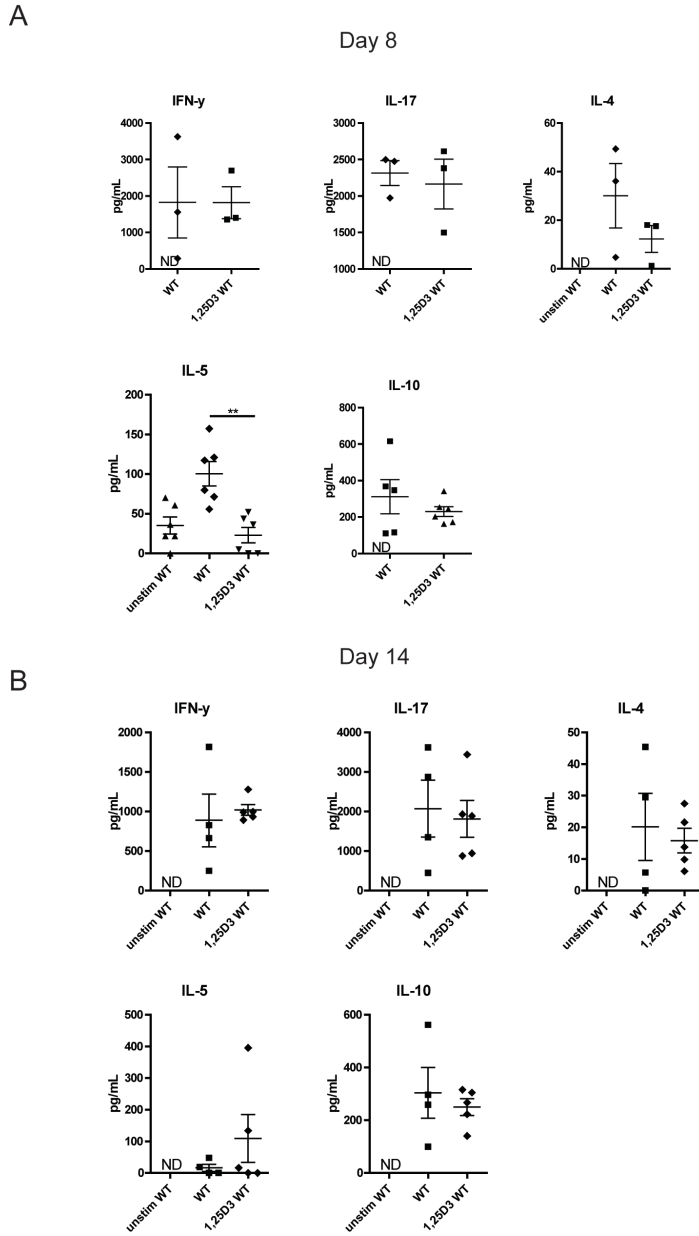 A
Day 8
IFN-y
pg/mL
4000
3000
2000
1000
0
ND
WT
1,25D3 WT
IL-17
pg/mL
3000
2500
2000
1500
1000
ND
WT
1,25D3 WT
IL-4
pg/mL
60
40
20
0
unstim WT
WT
1,25D3 WT
IL-5
pg/mL
200
150
100
50
0
**
unstim WT
WT
1,25D3 WT
IL-10
pg/mL
800
600
400
200
0
ND
WT
1,25D3 WT
Day 14
B
IFN-y
pg/mL
2000
1500
1000
500
0
ND
unstim WT
WT
1,25D3 WT
IL-17
pg/mL
4000
3000
2000
1000
0
ND
unstim WT
WT
1,25D3 WT
IL-4
pg/mL
50
40
30
20
10
0
ND
unstim WT
WT
1,25D3 WT
IL-5
pg/mL
500
400
300
200
100
0
ND
unstim WT
WT
1,25D3 WT
IL-10
pg/mL
600
400
200
0
ND
unstim WT
WT
1,25D3 WT